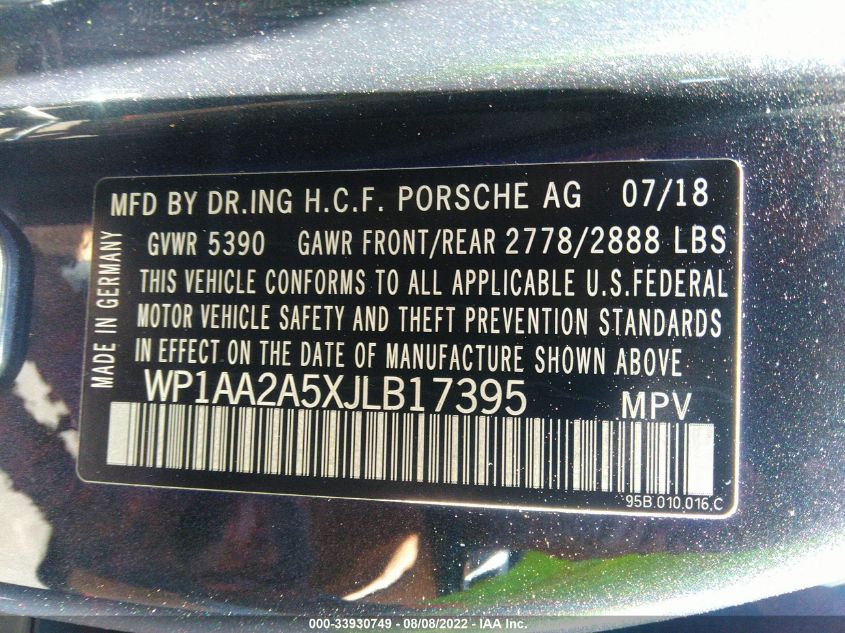 MFD BY DR.ING H.C.F. PORSCHE AG 07/18
GVWR 5390 GAWR FRONT/REAR 2778/2888 LBS
THIS VEHICLE CONFORMS TO ALL APPLICABLE U.S.FEDERAL
MOTOR VEHICLE SAFETY AND THEFT PREVENTION STANDARDS
IN EFFECT ON THE DATE OF MANUFACTURE SHOWN ABOVE
WP1AA2A5XJLB17395 MPV
95B.010.016.C
MADE IN GERMANY
000-33930749 - 08/08/2022 - IAA Inc.